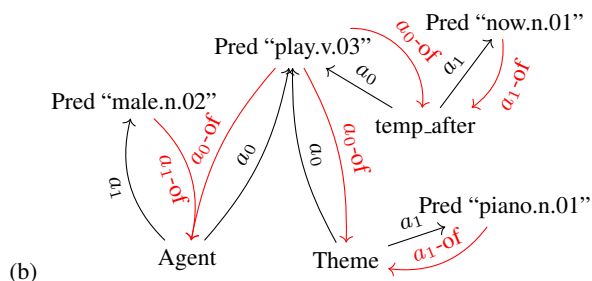 Pred “now.n.01”
Pred “play.v.03”
a₀-of
a₁
a₁-of
a₀
Pred “male.n.02”
temp_after
a₁
a₁-of
a₀-of
a₀
a₀
a₀-of
Pred “piano.n.01”
a₁
a₁-of
Agent
Theme
(b)